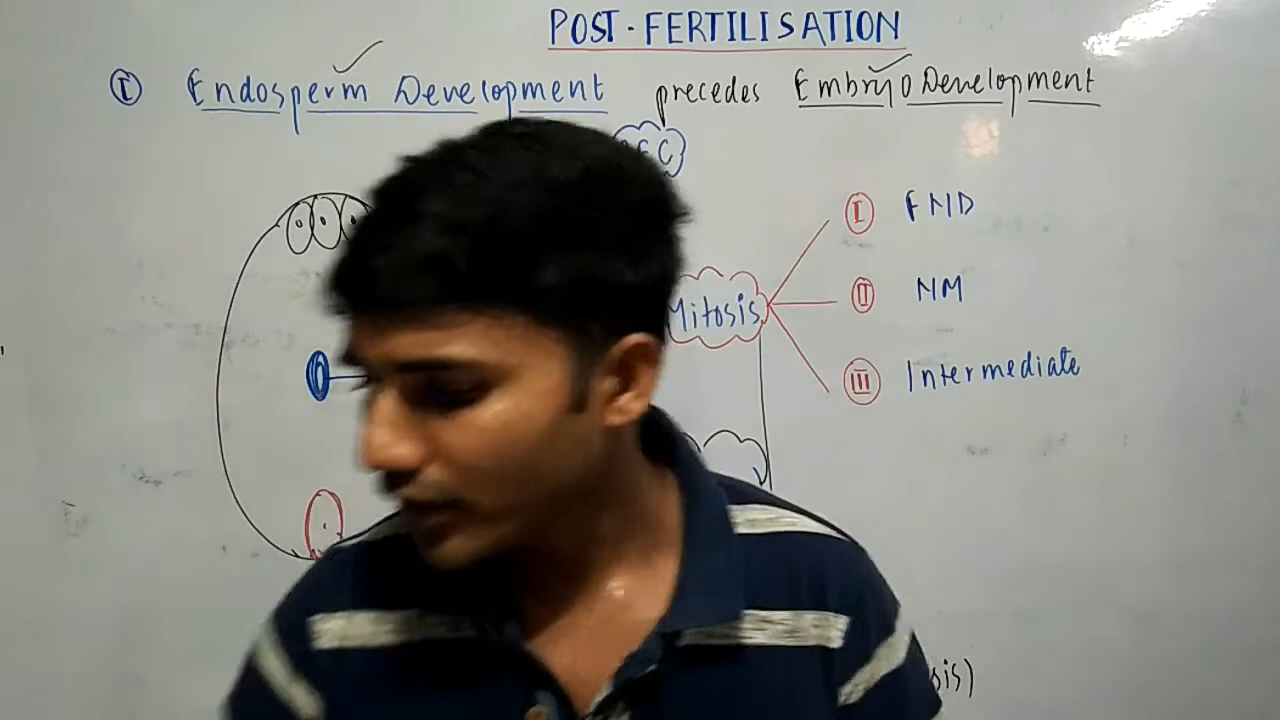 POST-FERTILISATION
I Endosperm Development precedes Embryo Development
I FND
Mitosis
II NM
III Intermediate